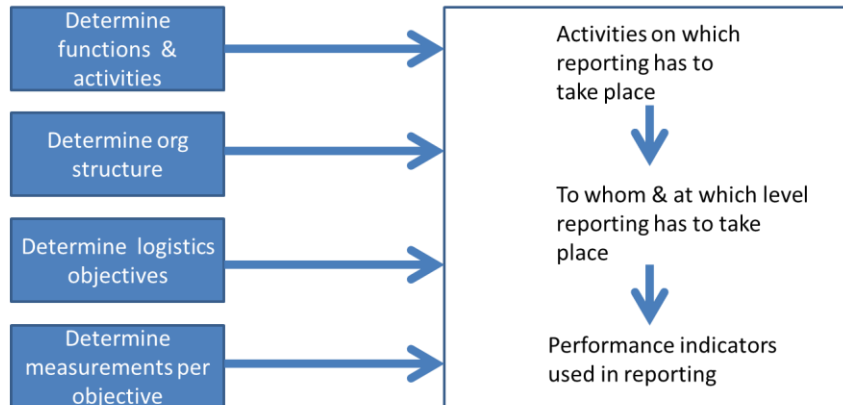 Determine
functions & activities
Determine org
structure
Determine logistics
objectives
Determine
measurements per
objective
Activities on which
reporting has to
take place
To whom & at which level
reporting has to take
place
Performance indicators
used in reporting